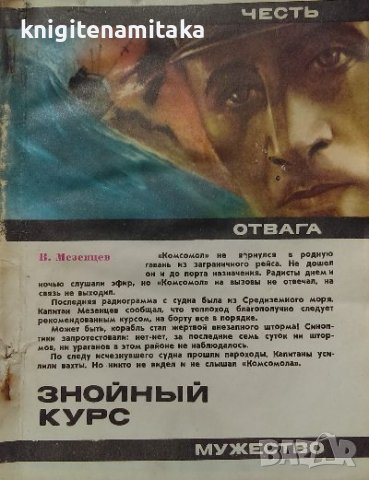 knigitenamitaka
ЧЕСТЬ
ОТВАГА
В. Мезенцев
«Комсомол» не вернулся в родную
гавань из заграничного рейса. Не дошел
он и до порта назначения. Радисты днем и
ночью слушали эфир, но «Комсомол» на вызовы не отвечал, на
связь не выходил.
Последняя радиограмма с судна была из Средиземного моря.
Капитан Мезенцев сообщал, что теплоход благополучно следует
рекомендованным курсом, на борту все в порядке.
Может быть, корабль стал жертвой внезапного шторма! Синоп-
тики запротестовали: нет-нет, за последние семь суток ни штор-
мов, ни ураганов в этом районе не наблюдалось.
По следу исчезнувшего судна прошли пароходы. Капитаны уси-
лили вахты. Но никто не видел и не слышал «Комсомола».
ЗНОЙНЫЙ
КУРС
МУЖЕСТВО
BAZAR